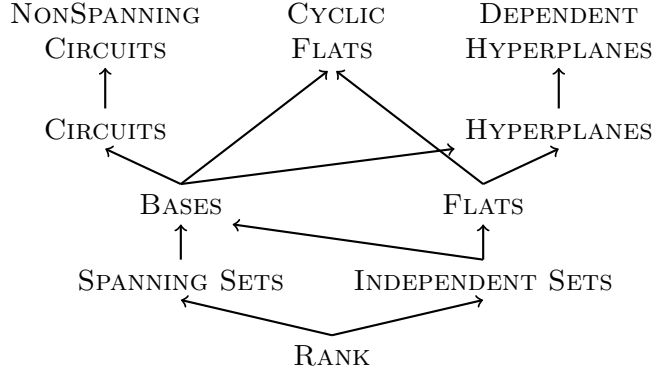 NonSpanning Cyclic Dependent
Circuits Flats Hyperplanes
Circuits Hyperplanes
Bases Flats
Spanning Sets Independent Sets
Rank